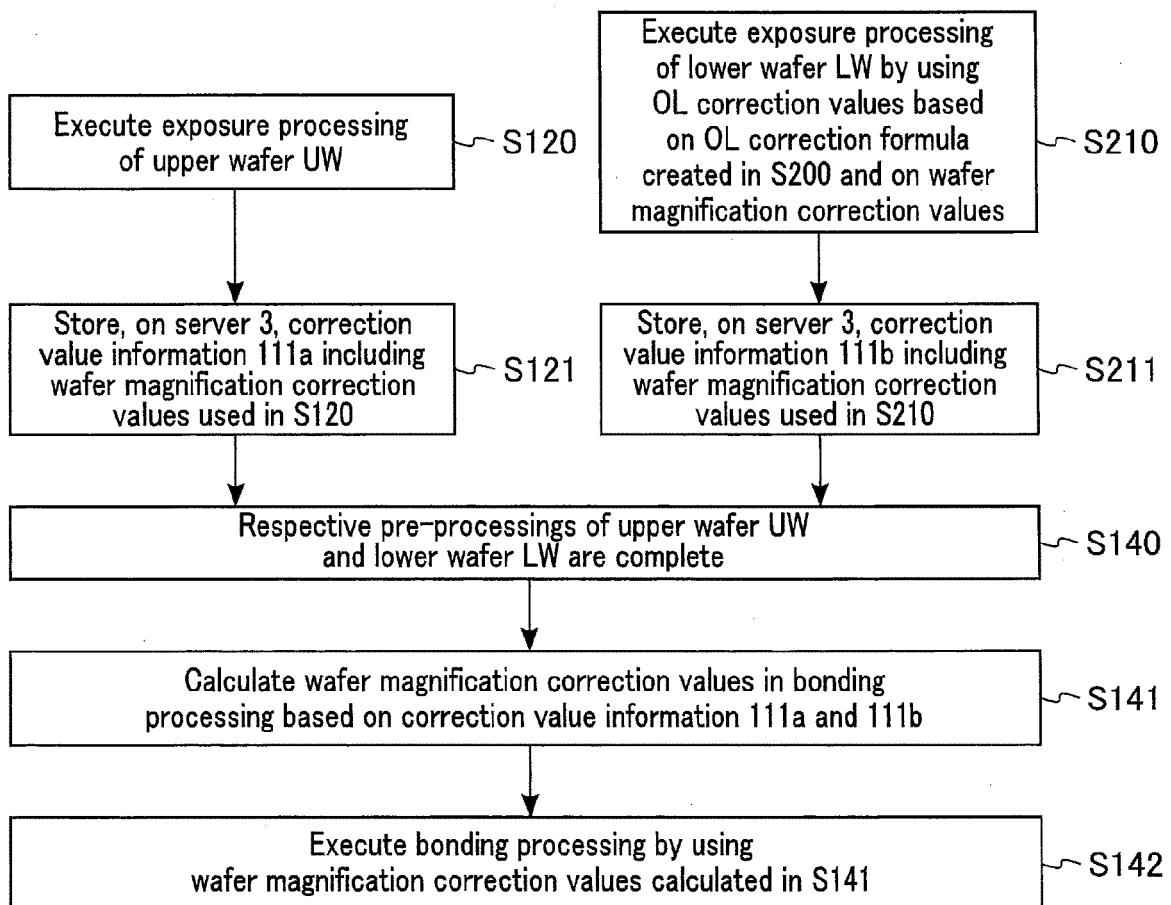 Execute exposure processing
of upper wafer UW
S120
Execute exposure processing
of lower wafer LW by using
OL correction values based
on OL correction formula
created in S200 and on wafer
magnification correction values
S210
Store, on server 3, correction
value information 111a including
wafer magnification correction
values used in S120
S121
Store, on server 3, correction
value information 111b including
wafer magnification correction
values used in S210
S211
Respective pre-processings of upper wafer UW
and lower wafer LW are complete
S140
Calculate wafer magnification correction values in bonding
processing based on correction value information 111a and 111b
S141
Execute bonding processing by using
wafer magnification correction values calculated in S141
S142